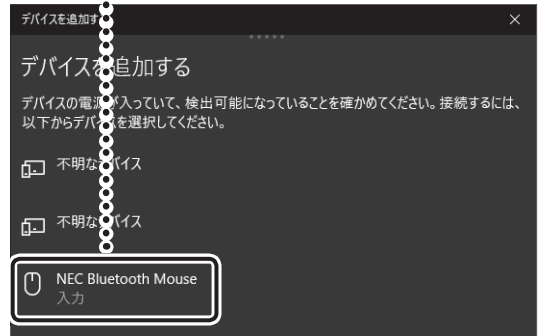 デバイスを追加する
デバイスを追加する
デバイスの電源が入っていて、検出可能になっていることを確かめてください。接続するには、
以下からデバイスを選択してください。
不明なデバイス
不明なデバイス
NEC Bluetooth Mouse
入力